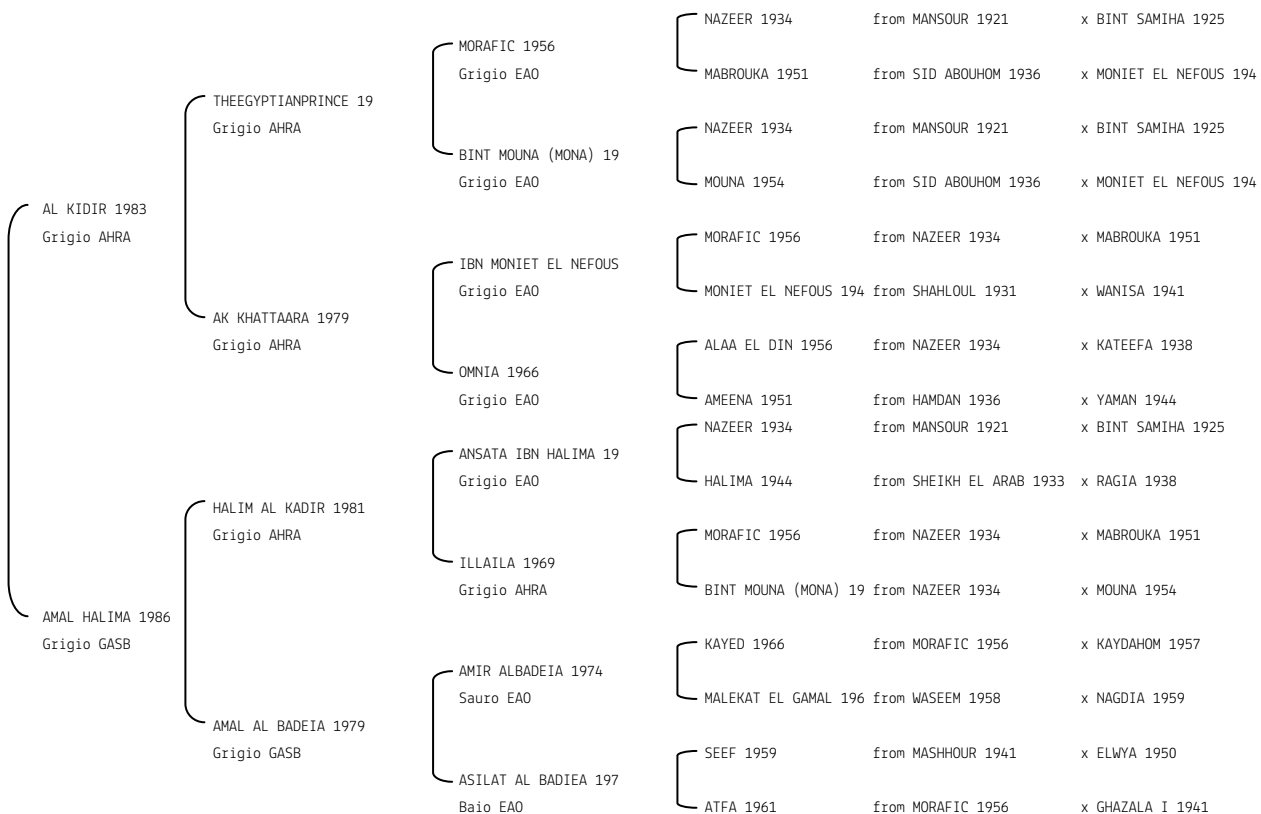 NAZEER 1934 from MANSOUR 1921 x BINT SAMIHA 1925
MORAFIC 1956
Grigio EAO
MABROUKA 1951 from SID ABOUHOM 1936 x MONIET EL NEFOUS 194
THEEGYPTIANPRINCE 19
Grigio AHRA
NAZEER 1934 from MANSOUR 1921 x BINT SAMIHA 1925
BINT MOUNA (MONA) 19
Grigio EAO
MOUNA 1954 from SID ABOUHOM 1936 x MONIET EL NEFOUS 194
AL KIDIR 1983
Grigio AHRA
MORAFIC 1956 from NAZEER 1934 x MABROUKA 1951
IBN MONIET EL NEFOUS
Grigio EAO
MONIET EL NEFOUS 194 from SHAHLOUL 1931 x WANISA 1941
AK KHATTAARA 1979
Grigio AHRA
ALAA EL DIN 1956 from NAZEER 1934 x KATEEFA 1938
OMNIA 1966
Grigio EAO
AMEENA 1951 from HAMDAN 1936 x YAMAN 1944
NAZEER 1934 from MANSOUR 1921 x BINT SAMIHA 1925
ANSATA IBN HALIMA 19
Grigio EAO
HALIMA 1944 from SHEIKH EL ARAB 1933 x RAGIA 1938
HALIM AL KADIR 1981
Grigio AHRA
MORAFIC 1956 from NAZEER 1934 x MABROUKA 1951
ILLAILA 1969
Grigio AHRA
BINT MOUNA (MONA) 19 from NAZEER 1934 x MOUNA 1954
AMAL HALIMA 1986
Grigio GASB
KAYED 1966 from MORAFIC 1956 x KAYDAHOM 1957
AMIR ALBADEIA 1974
Sauro EAO
MALEKAT EL GAMAL 196 from WASEEM 1958 x NAGDIA 1959
AMAL AL BADEIA 1979
Grigio GASB
SEEF 1959 from MASHHOUR 1941 x ELWYA 1950
ASILAT AL BADIEA 197
Baio EAO
ATFA 1961 from MORAFIC 1956 x GHAZALA I 1941